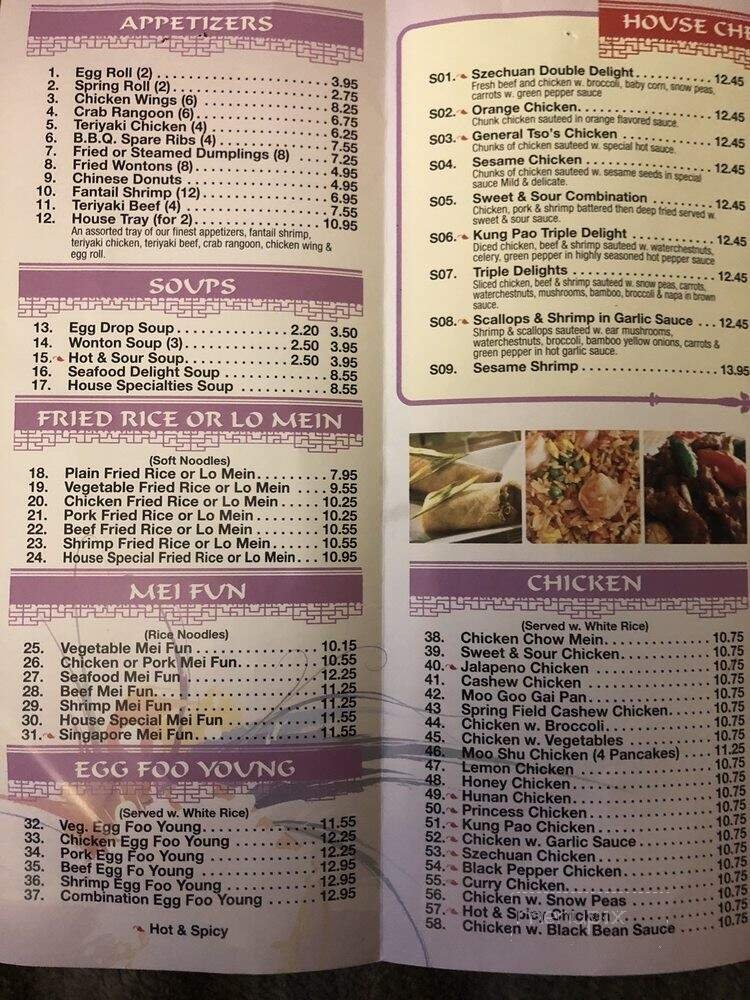 APPETIZERS
1. Egg Roll (2) 3.95
2. Spring Roll (2) 2.75
3. Chicken Wings (6) 8.25
4. Crab Rangoon (6) 6.75
5. Teriyaki Chicken (4) 6.25
6. B.B.Q. Spare Ribs (4) 7.55
7. Fried or Steamed Dumplings (8) 7.25
8. Fried Wontons (8) 4.95
9. Chinese Donuts 4.95
10. Fantail Shrimp (12) 6.95
11. Teriyaki Beef (4) 7.55
12. House Tray (for 2) 10.95
An assorted tray of our finest appetizers, fantail shrimp,
teriyaki chicken, teriyaki beef, crab rangoon, chicken wing &
egg roll.
SOUPS
13. Egg Drop Soup 2.20 3.50
14. Wonton Soup (3) 2.50 3.95
15. Hot & Sour Soup 2.50 3.95
16. Seafood Delight Soup 8.55
17. House Specialties Soup 8.55
FRIED RICE OR LO MEIN
(Soft Noodles)
18. Plain Fried Rice or Lo Mein 7.95
19. Vegetable Fried Rice or Lo Mein 9.55
20. Chicken Fried Rice or Lo Mein 10.25
21. Pork Fried Rice or Lo Mein 10.25
22. Beef Fried Rice or Lo Mein 10.55
23. Shrimp Fried Rice or Lo Mein 10.55
24. House Special Fried Rice or Lo Mein 10.95
MEI FUN
(Rice Noodles)
25. Vegetable Mei Fun 10.15
26. Chicken or Pork Mei Fun 10.55
27. Seafood Mei Fun 12.25
28. Beef Mei Fun 11.25
29. Shrimp Mei Fun 11.25
30. House Special Mei Fun 11.55
31. Singapore Mei Fun 11.55
EGG FOO YOUNG
(Served w. White Rice)
32. Veg. Egg Foo Young 11.55
33. Chicken Egg Foo Young 12.25
34. Pork Egg Foo Young 12.25
35. Beef Egg Fo Young 12.95
36. Shrimp Egg Foo Young 12.95
37. Combination Egg Foo Young 12.95
Hot & Spicy
HOUSE CHE
S01. Szechuan Double Delight 12.45
Fresh beef and chicken w. broccoli, baby corn, snow peas,
carrots w. green pepper sauce
S02. Orange Chicken 12.45
Chunk chicken sauteed in orange flavored sauce.
S03. General Tso's Chicken 12.45
Chunks of chicken sauteed w. special hot sauce.
S04. Sesame Chicken 12.45
Chunks of chicken sauteed w. sesame seeds in special
sauce Mild & delicate.
S05. Sweet & Sour Combination 12.45
Chicken, pork & shrimp battered then deep fried served w.
sweet & sour sauce.
S06. Kung Pao Triple Delight 12.45
Diced chicken, beef & shrimp sauteed w. waterchestnuts,
celery, green pepper in highly seasoned hot pepper sauce
S07. Triple Delights 12.45
Sliced chicken, beef & shrimp sauteed w. snow peas, carrots,
waterchestnuts, mushrooms, bamboo, broccoli & napa in brown
sauce.
S08. Scallops & Shrimp in Garlic Sauce 12.45
Shrimp & scallops sauteed w. ear mushrooms,
waterchestnuts, broccoli, bamboo yellow onions, carrots &
green pepper in hot garlic sauce.
S09. Sesame Shrimp 13.95
CHICKEN
(Served w. White Rice)
38. Chicken Chow Mein 10.75
39. Sweet & Sour Chicken 10.75
40. Jalapeno Chicken 10.75
41. Cashew Chicken 10.75
42. Moo Goo Gai Pan 10.75
43 Spring Field Cashew Chicken 10.75
44. Chicken w. Broccoli 10.75
45. Chicken w. Vegetables 10.75
46. Moo Shu Chicken (4 Pancakes) 11.25
47. Lemon Chicken 10.75
48. Honey Chicken 10.75
49. Hunan Chicken 10.75
50. Princess Chicken 10.75
51. Kung Pao Chicken 10.75
52. Chicken w. Garlic Sauce 10.75
53. Szechuan Chicken 10.75
54. Black Pepper Chicken 10.75
55. Curry Chicken 10.75
56. Chicken w. Snow Peas 10.75
57. Hot & Spicy Chicken 10.75
58. Chicken w. Black Bean Sauce 10.75